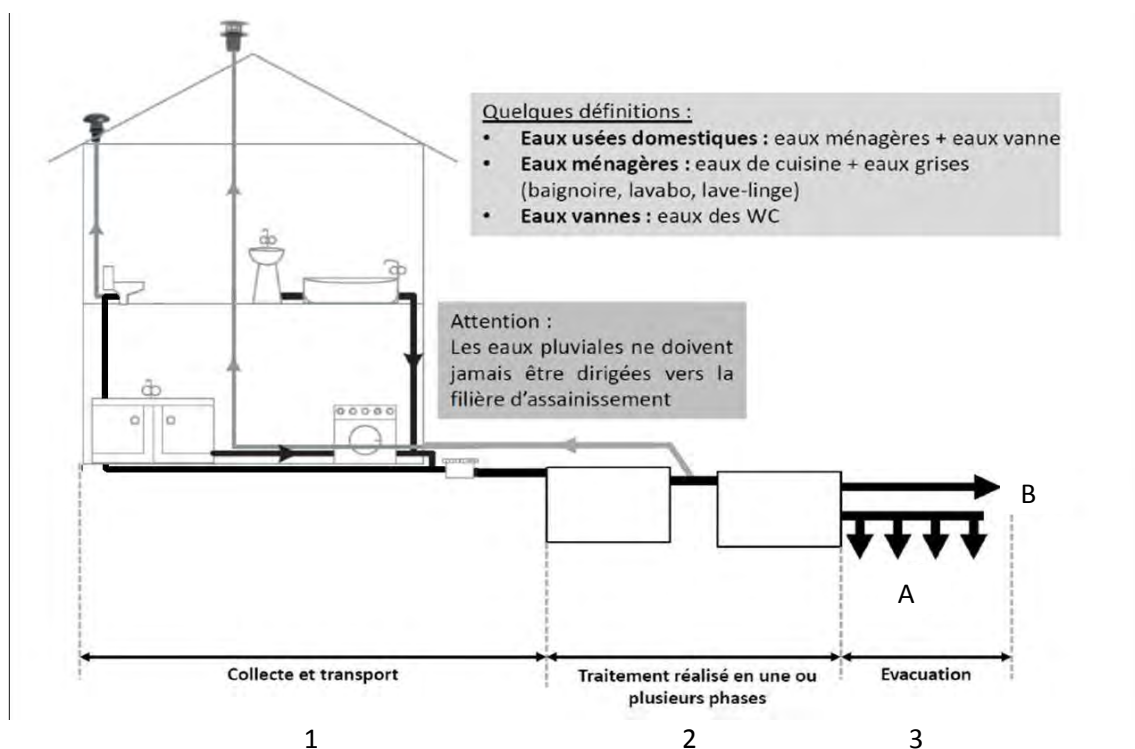 Quelques définitions :
• Eaux usées domestiques : eaux ménagères + eaux vanne
• Eaux ménagères : eaux de cuisine + eaux grises
(baignoire, lavabo, lave-linge)
• Eaux vannes : eaux des WC
Attention :
Les eaux pluviales ne doivent
jamais être dirigées vers la
filière d'assainissement
B
A
Collecte et transport
Traitement réalisé en une ou
plusieurs phases
Evacuation
1
2
3